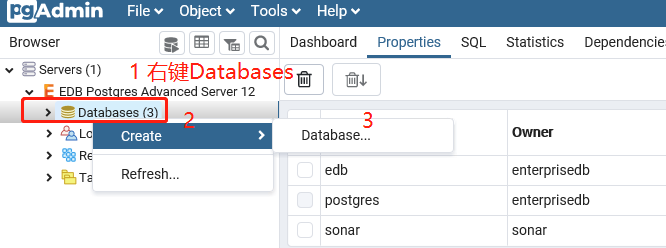 pgAdmin File Object Tools Help
Browser Dashboard Properties SQL Statistics Dependencies
Servers (1)
1 右键Databases
EDB Postgres Advanced Server 12
Databases (3)
2
3
Lo
Create
Database...
Owner
Re
Ta
Refresh...
edb enterprisedb
postgres enterprisedb
sonar sonar